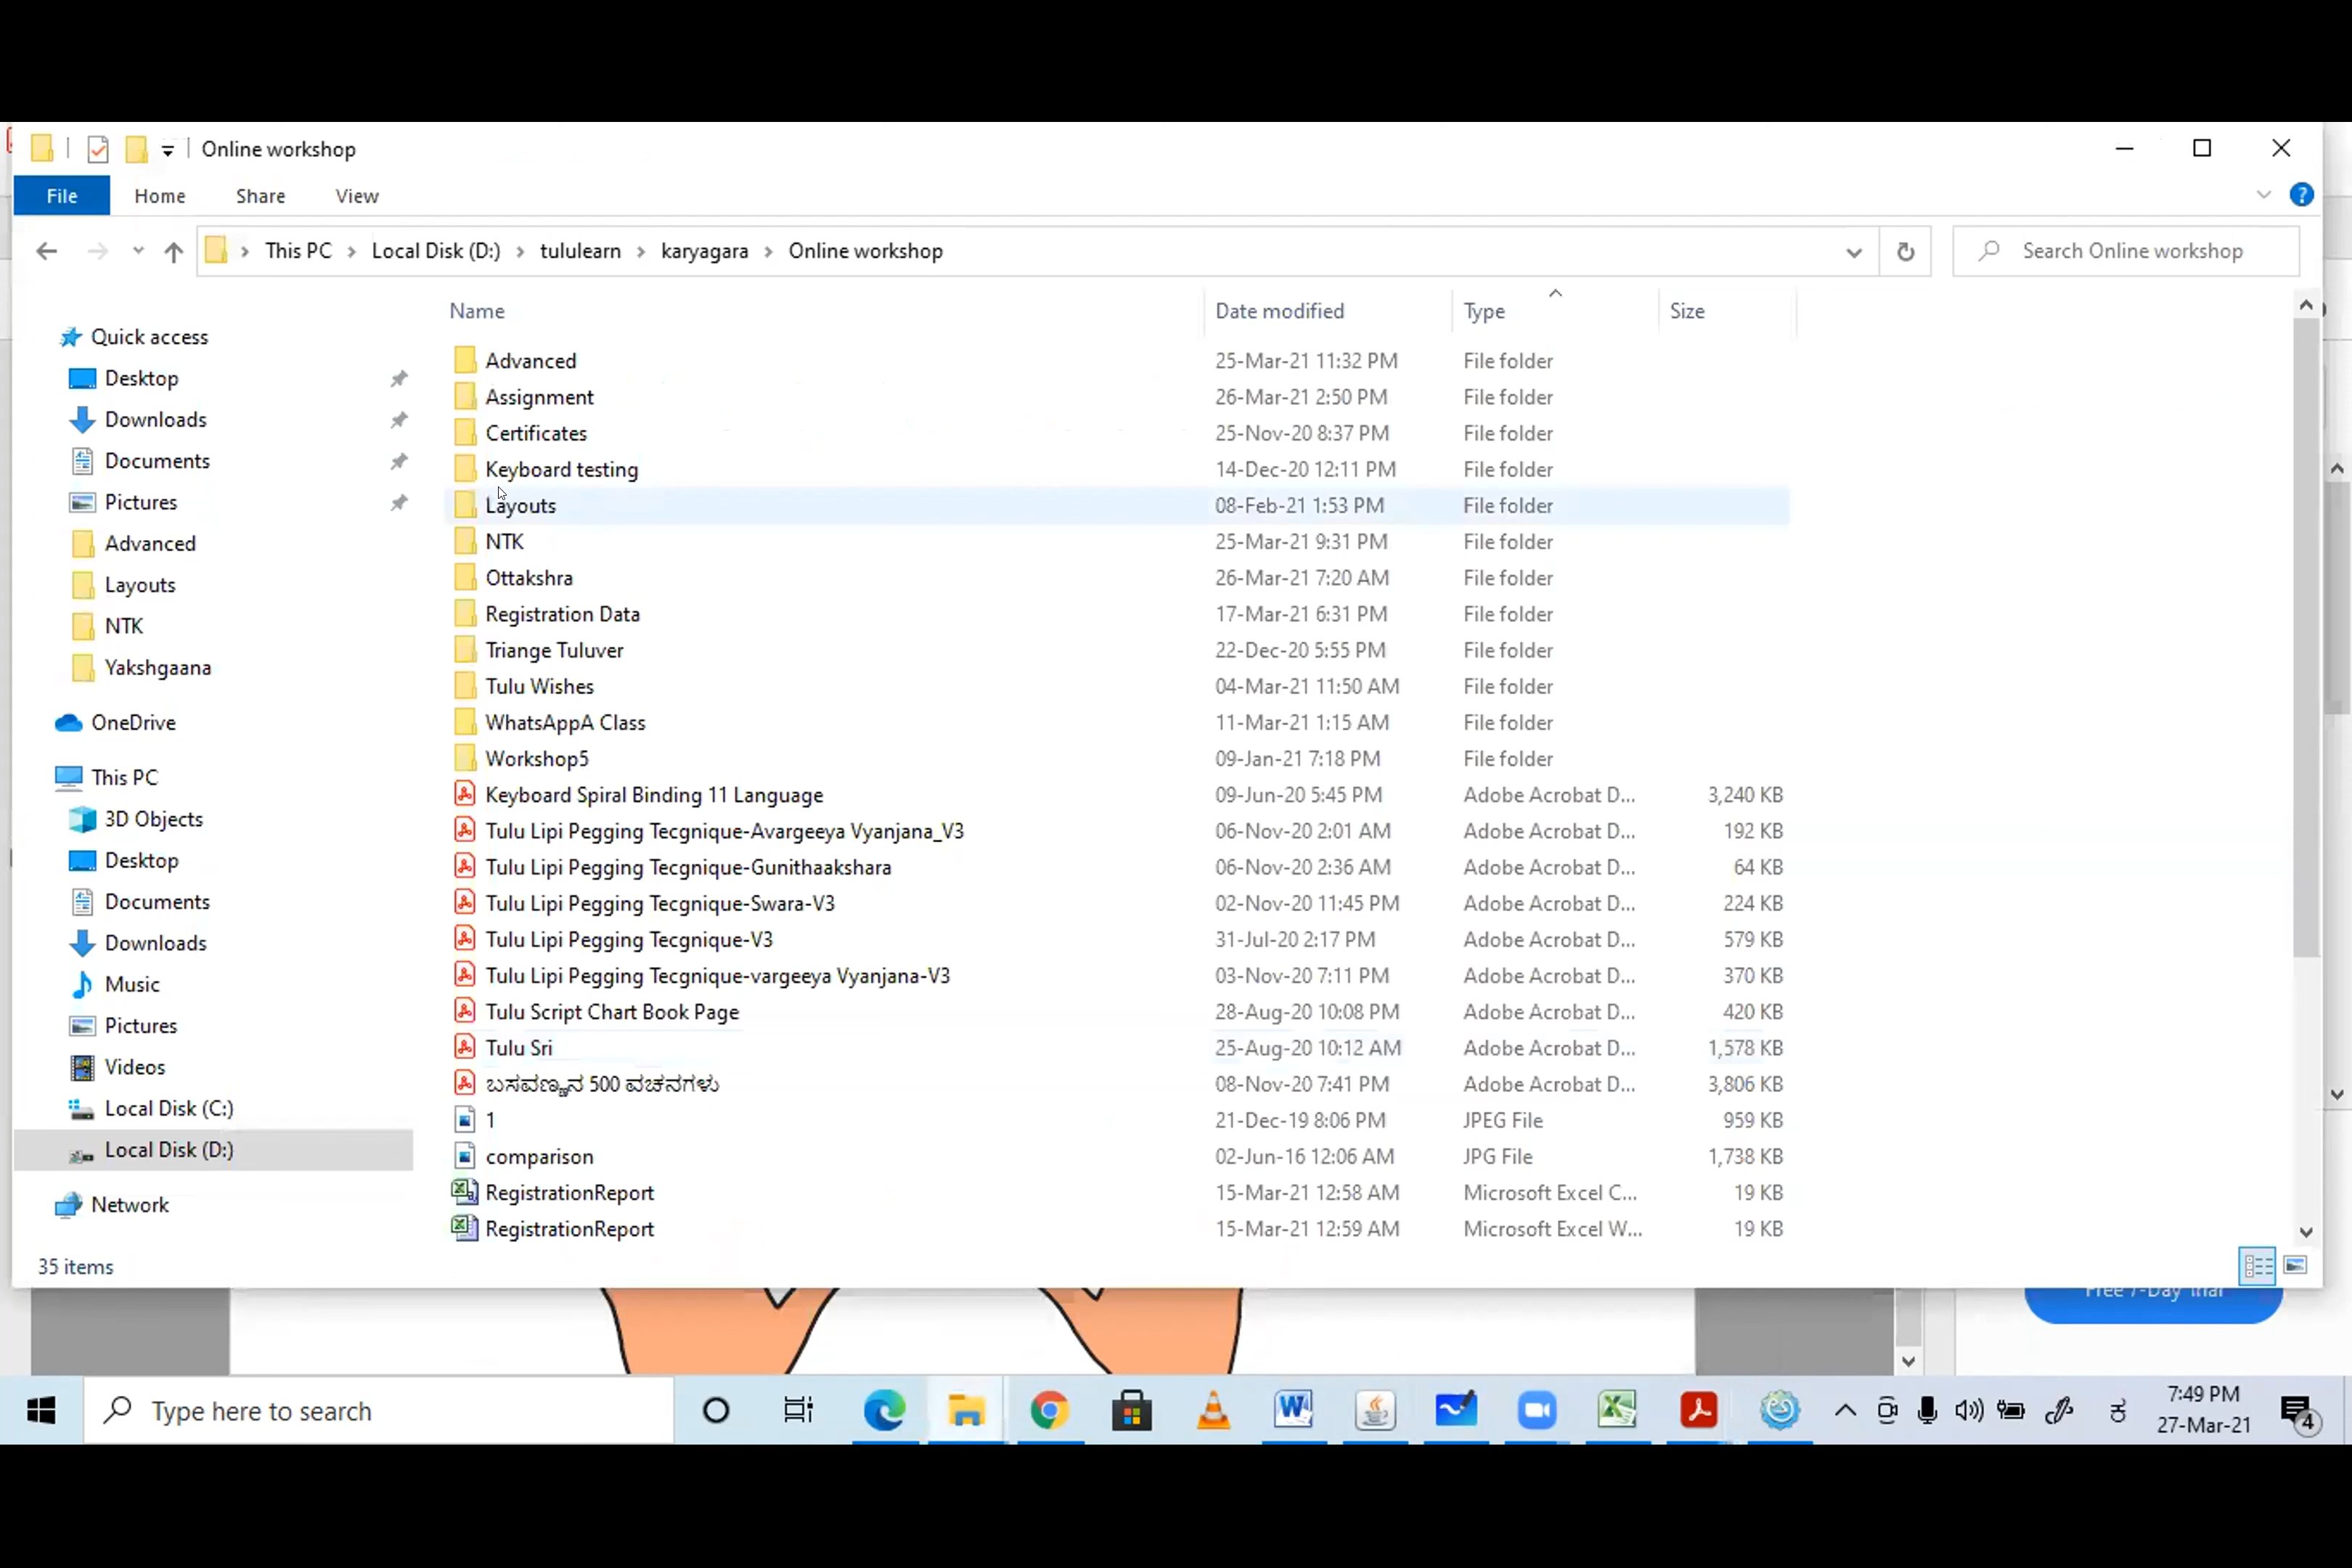 Online workshop
File Home Share View
This PC Local Disk (D:) tululearn karyagara Online workshop
Search Online workshop
Name Date modified Type Size
Quick access
Desktop
Downloads
Documents
Pictures
Advanced
Layouts
NTK
Yakshgaana
OneDrive
This PC
3D Objects
Desktop
Documents
Downloads
Music
Pictures
Videos
Local Disk (C:)
Local Disk (D:)
Network
Advanced 25-Mar-21 11:32 PM File folder
Assignment 26-Mar-21 2:50 PM File folder
Certificates 25-Nov-20 8:37 PM File folder
Keyboard testing 14-Dec-20 12:11 PM File folder
Layouts 08-Feb-21 1:53 PM File folder
NTK 25-Mar-21 9:31 PM File folder
Ottakshra 26-Mar-21 7:20 AM File folder
Registration Data 17-Mar-21 6:31 PM File folder
Triange Tuluver 22-Dec-20 5:55 PM File folder
Tulu Wishes 04-Mar-21 11:50 AM File folder
WhatsAppA Class 11-Mar-21 1:15 AM File folder
Workshop5 09-Jan-21 7:18 PM File folder
Keyboard Spiral Binding 11 Language 09-Jun-20 5:45 PM Adobe Acrobat D... 3,240 KB
Tulu Lipi Pegging Tecgnique-Avargeeya Vyanjana_V3 06-Nov-20 2:01 AM Adobe Acrobat D... 192 KB
Tulu Lipi Pegging Tecgnique-Gunithaakshara 06-Nov-20 2:36 AM Adobe Acrobat D... 64 KB
Tulu Lipi Pegging Tecgnique-Swara-V3 02-Nov-20 11:45 PM Adobe Acrobat D... 224 KB
Tulu Lipi Pegging Tecgnique-V3 31-Jul-20 2:17 PM Adobe Acrobat D... 579 KB
Tulu Lipi Pegging Tecgnique-vargeeya Vyanjana-V3 03-Nov-20 7:11 PM Adobe Acrobat D... 370 KB
Tulu Script Chart Book Page 28-Aug-20 10:08 PM Adobe Acrobat D... 420 KB
Tulu Sri 25-Aug-20 10:12 AM Adobe Acrobat D... 1,578 KB
ಬಸವಣ್ಣನ 500 ವಚನಗಳು 08-Nov-20 7:41 PM Adobe Acrobat D... 3,806 KB
1 21-Dec-19 8:06 PM JPEG File 959 KB
comparison 02-Jun-16 12:06 AM JPG File 1,738 KB
RegistrationReport 15-Mar-21 12:58 AM Microsoft Excel C... 19 KB
RegistrationReport 15-Mar-21 12:59 AM Microsoft Excel W... 19 KB
35 items
Free 7-Day Trial
Type here to search
ಕ
7:49 PM
27-Mar-21
4